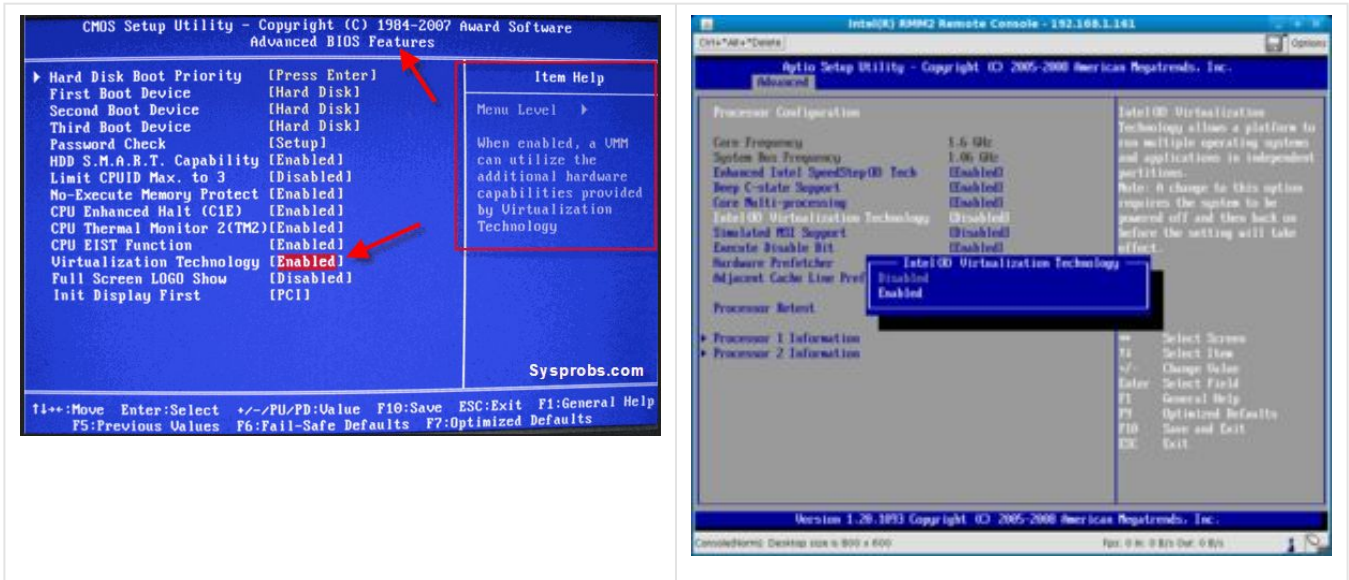 CMOS Setup Utility - Copyright (C) 1984-2007 Award Software
Advanced BIOS Features
Hard Disk Boot Priority [Press Enter]
First Boot Device [Hard Disk]
Second Boot Device [Hard Disk]
Third Boot Device [Hard Disk]
Password Check [Setup]
HDD S.M.A.R.T. Capability [Enabled]
Limit CPUID Max. to 3 [Disabled]
No-Execute Memory Protect [Enabled]
CPU Enhanced Halt (C1E) [Enabled]
CPU Thermal Monitor 2(TM2)[Enabled]
CPU EIST Function [Enabled]
Virtualization Technology [Enabled]
Full Screen LOGO Show [Disabled]
Init Display First [PCI]
Item Help
Menu Level
When enabled, a VMM
can utilize the
additional hardware
capabilities provided
by Virtualization
Technology
Sysprobs.com
↑↓→←:Move Enter:Select +/-/PU/PD:Value F10:Save ESC:Exit F1:General Help
F5:Previous Values F6:Fail-Safe Defaults F7:Optimized Defaults
Intel(R) RMM2 Remote Console - 192.168.1.161
Ctrl+"Alt+"Delete Options
Aptio Setup Utility - Copyright (C) 2005-2008 American Megatrends, Inc.
Advanced
Processor Configuration
Core Frequency 1.6 GHz
System Bus Frequency 1.06 GHz
Enhanced Intel SpeedStep(R) Tech [Enabled]
Deep C-state Support [Enabled]
Core Multi-processing [Enabled]
Intel(R) Virtualization Technology [Disabled]
Simulated MSI Support [Disabled]
Execute Disable Bit [Enabled]
Hardware Prefetcher
Adjacent Cache Line Pref
Processor Retest
Processor 1 Information
Processor 2 Information
Intel(R) Virtualization Technology
Disabled
Enabled
Intel(R) Virtualization
Technology allows a platform to
run multiple operating systems
and applications in independent
partitions.
Note: A change to this option
requires the system to be
powered off and then back on
before the setting will take
effect.
Select Screen
↑↓ Select Item
+/- Change Value
Enter Select Field
F1 General Help
F9 Optimized Defaults
F10 Save and Exit
ESC Exit
Version 1.20.1093 Copyright (C) 2005-2008 American Megatrends, Inc.
Console(Norm): Desktop size is 800 x 600
Fps: 0 In: 0 B/s Out: 0 B/s